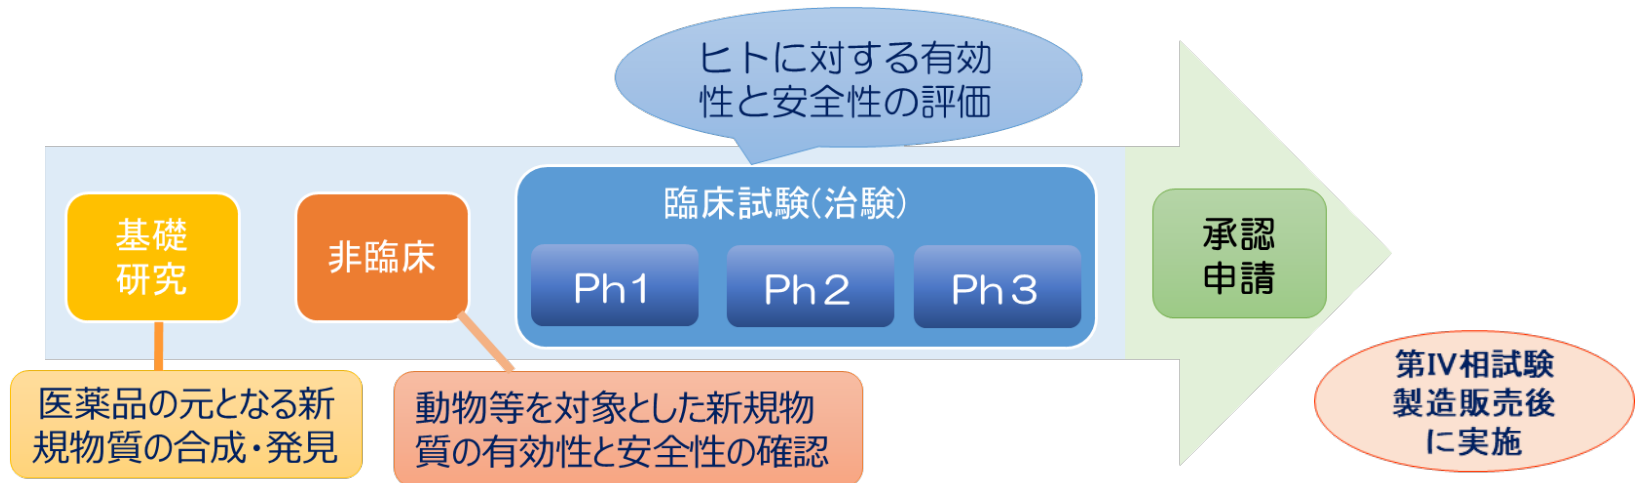 ヒトに対する有効
性と安全性の評価
基礎
研究
非臨床
臨床試験(治験)
Ph1
Ph２
Ph３
承認
申請
医薬品の元となる新
規物質の合成・発見
動物等を対象とした新規物
質の有効性と安全性の確認
第Ⅳ相試験
製造販売後
に実施